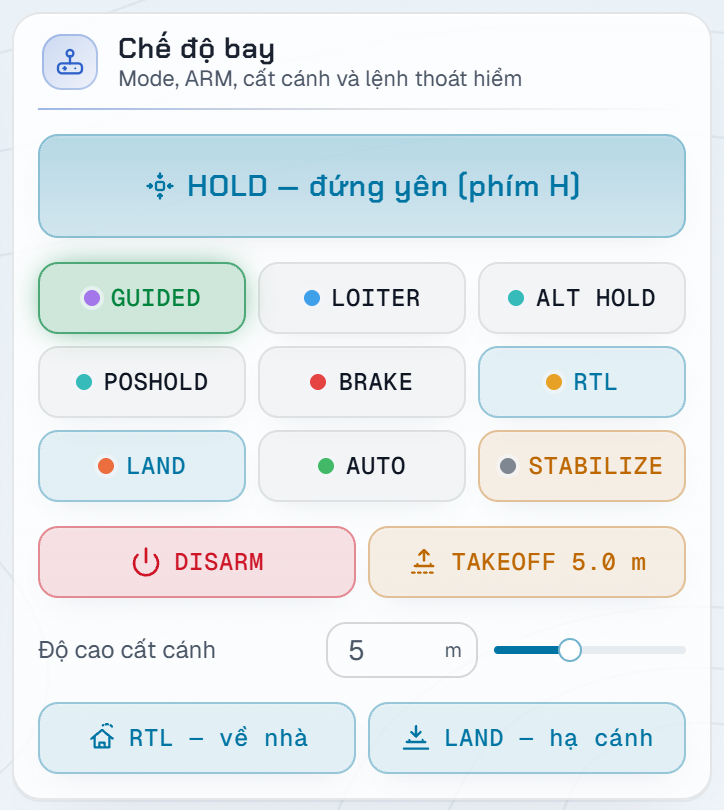 Chế độ bay
Mode, ARM, cất cánh và lệnh thoát hiểm
HOLD — đứng yên (phím H)
GUIDED
LOITER
ALT HOLD
POSHOLD
BRAKE
RTL
LAND
AUTO
STABILIZE
DISARM
TAKEOFF 5.0 m
Độ cao cất cánh
5 m
RTL — về nhà
LAND — hạ cánh